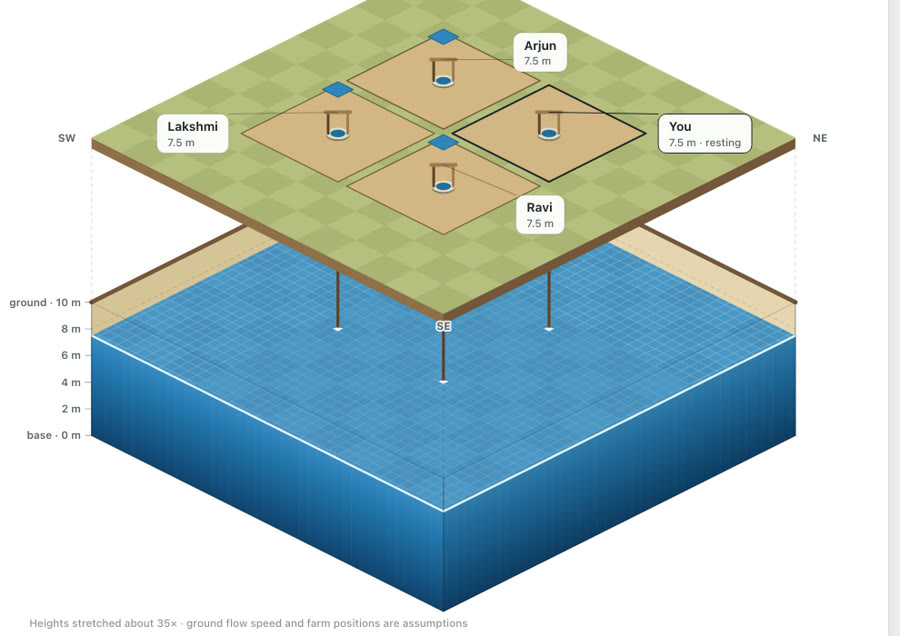 Arjun
7.5 m
Lakshmi
7.5 m
You
7.5 m · resting
SW
NE
Ravi
7.5 m
ground · 10 m
SE
8 m
6 m
4 m
2 m
base · 0 m
Heights stretched about 35× · ground flow speed and farm positions are assumptions